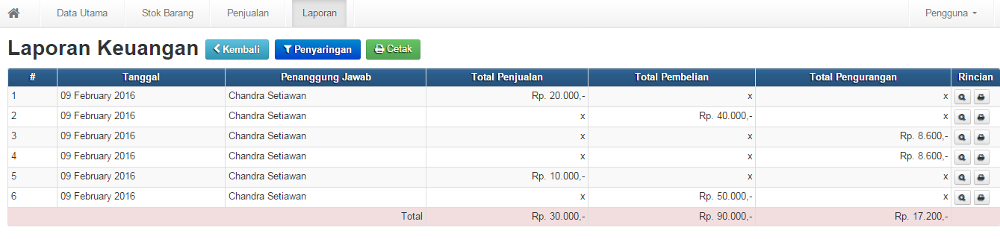 Data Utama Stok Barang Penjualan Laporan Pengguna
Laporan Keuangan Kembali Penyaringan Cetak
# Tanggal Penanggung Jawab Total Penjualan Total Pembelian Total Pengurangan Rincian
1 09 February 2016 Chandra Setiawan Rp. 20.000,- x x
2 09 February 2016 Chandra Setiawan x Rp. 40.000,- x
3 09 February 2016 Chandra Setiawan x x Rp. 8.600,-
4 09 February 2016 Chandra Setiawan x x Rp. 8.600,-
5 09 February 2016 Chandra Setiawan Rp. 10.000,- x x
6 09 February 2016 Chandra Setiawan x Rp. 50.000,- x
Total Rp. 30.000,- Rp. 90.000,- Rp. 17.200,-